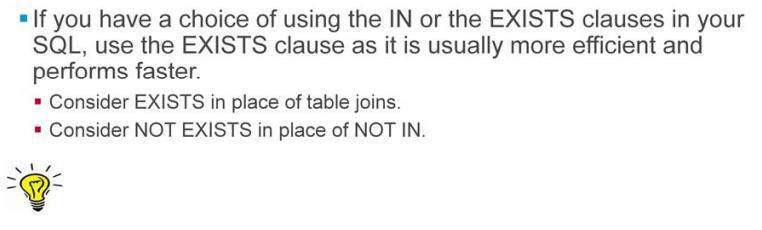 If you have a choice of using the IN or the EXISTS clauses in your
SQL, use the EXISTS clause as it is usually more efficient and
performs faster.
Consider EXISTS in place of table joins.
Consider NOT EXISTS in place of NOT IN.